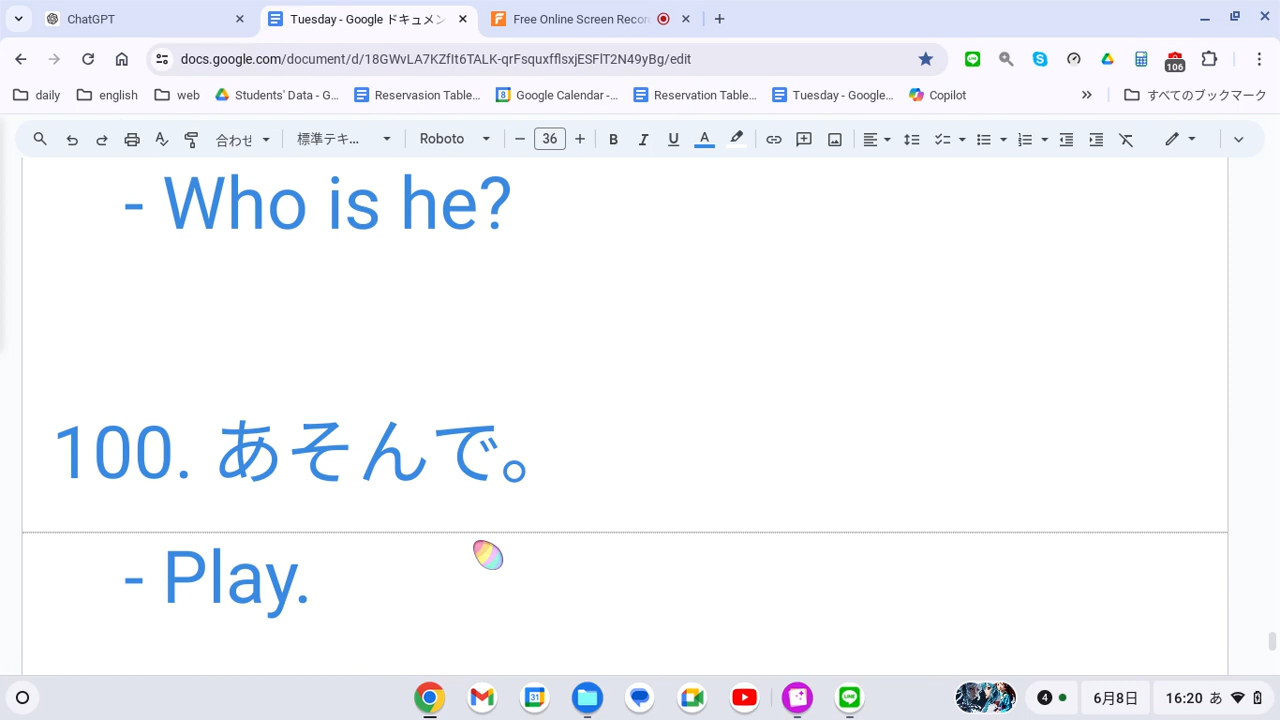 ChatGPT
Tuesday - Google ドキュメン
Free Online Screen Recor
docs.google.com/document/d/18GWvLA7KZfIt6TALK-qrFsquxfflsxjESFlT2N49yBg/edit
106
daily
english
web
Students' Data - G...
Reservasion Table...
8
Google Calendar -...
Reservation Table...
Tuesday - Google...
Copilot
»
すべてのブックマーク
合わせ
標準テキ...
Roboto
36
B
I
U
A
- Who is he?
100. あそんで。
- Play.
31
4
6月8日
16:20 あ